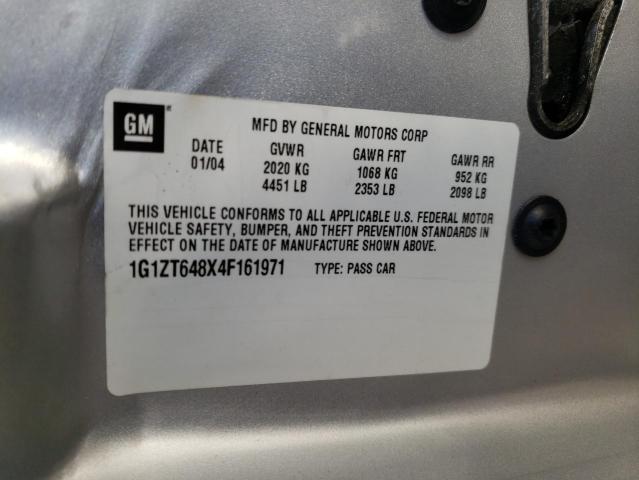 GM
MFD BY GENERAL MOTORS CORP
DATE GVWR GAWR FRT GAWR RR
01/04 2020 KG 1068 KG 952 KG
4451 LB 2353 LB 2098 LB
THIS VEHICLE CONFORMS TO ALL APPLICABLE U.S. FEDERAL MOTOR
VEHICLE SAFETY, BUMPER, AND THEFT PREVENTION STANDARDS IN
EFFECT ON THE DATE OF MANUFACTURE SHOWN ABOVE.
1G1ZT648X4F161971 TYPE: PASS CAR